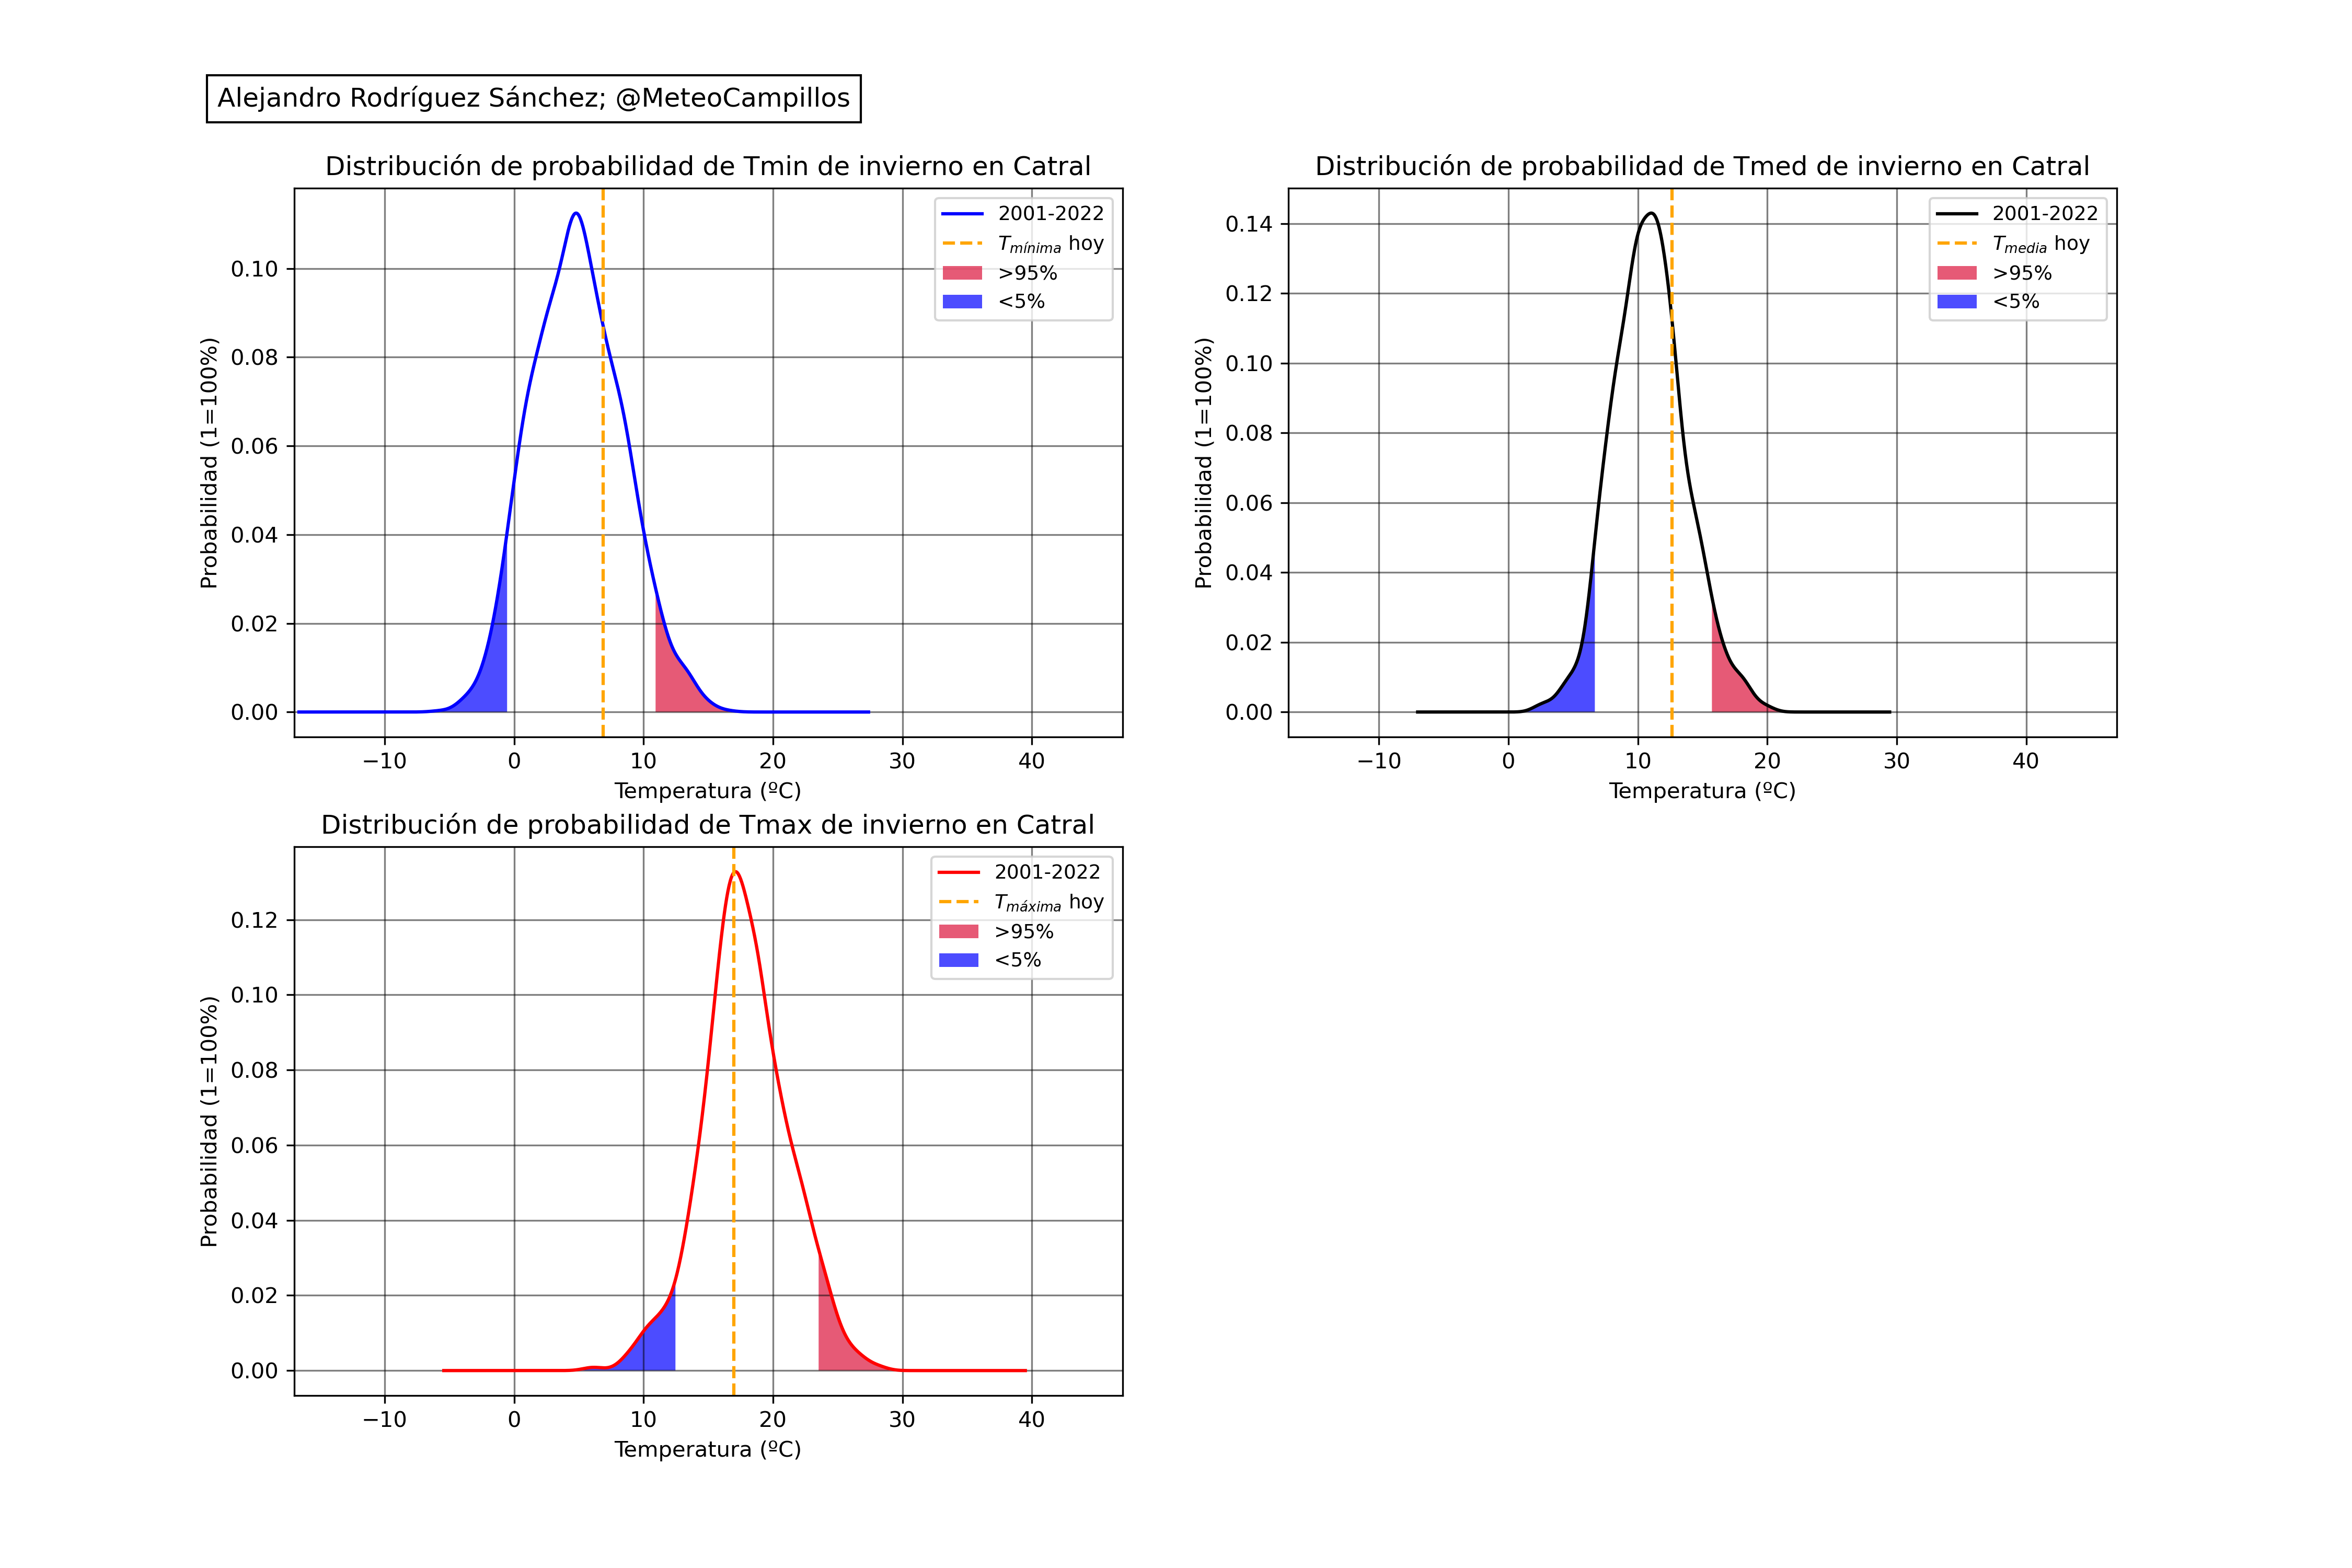 Alejandro Rodríguez Sánchez; @MeteoCampillos
Distribución de probabilidad de Tmin de invierno en Catral
2001-2022
Tmínima hoy
>95%
<5%
0.10
0.08
0.06
0.04
0.02
0.00
Probabilidad (1=100%)
−10 0 10 20 30 40
Temperatura (ºC)
Distribución de probabilidad de Tmed de invierno en Catral
2001-2022
Tmedia hoy
>95%
<5%
0.14
0.12
0.10
0.08
0.06
0.04
0.02
0.00
Probabilidad (1=100%)
−10 0 10 20 30 40
Temperatura (ºC)
Distribución de probabilidad de Tmax de invierno en Catral
2001-2022
Tmáxima hoy
>95%
<5%
0.12
0.10
0.08
0.06
0.04
0.02
0.00
Probabilidad (1=100%)
−10 0 10 20 30 40
Temperatura (ºC)